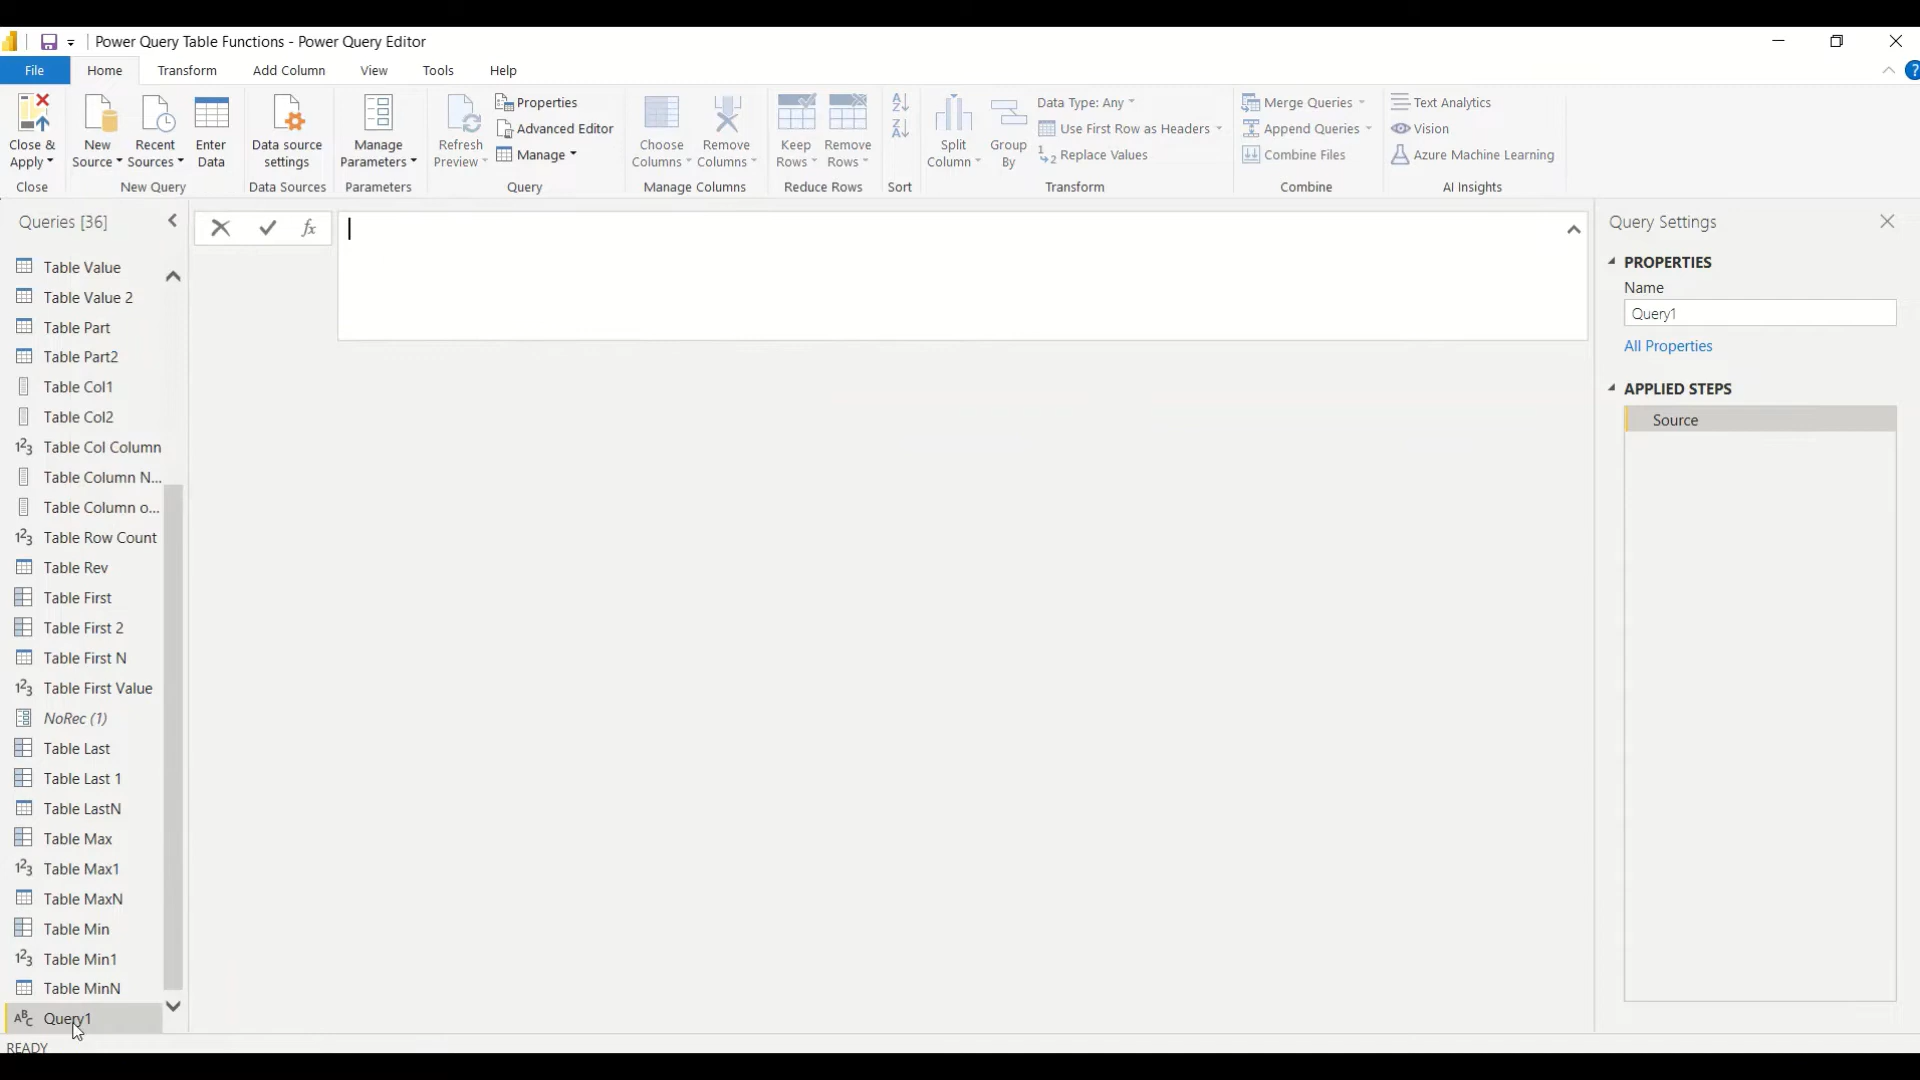 Power Query Table Functions - Power Query Editor
File Home Transform Add Column View Tools Help
Close & Apply
New Source
Recent Sources
Enter Data
Data source settings
Manage Parameters
Refresh Preview
Properties
Advanced Editor
Manage
Choose Columns
Remove Columns
Keep Rows
Remove Rows
Split Column
Group By
Data Type: Any
Use First Row as Headers
Replace Values
Merge Queries
Append Queries
Combine Files
Text Analytics
Vision
Azure Machine Learning
Close New Query Data Sources Parameters Query Manage Columns Reduce Rows Sort Transform Combine AI Insights
Queries [36]
Table Value
Table Value 2
Table Part
Table Part2
Table Col1
Table Col2
Table Col Column
Table Column N...
Table Column o...
Table Row Count
Table Rev
Table First
Table First 2
Table First N
Table First Value
NoRec (1)
Table Last
Table Last 1
Table LastN
Table Max
Table Max1
Table MaxN
Table Min
Table Min1
Table MinN
Query1
fx
Query Settings
PROPERTIES
Name
Query1
All Properties
APPLIED STEPS
Source
READY